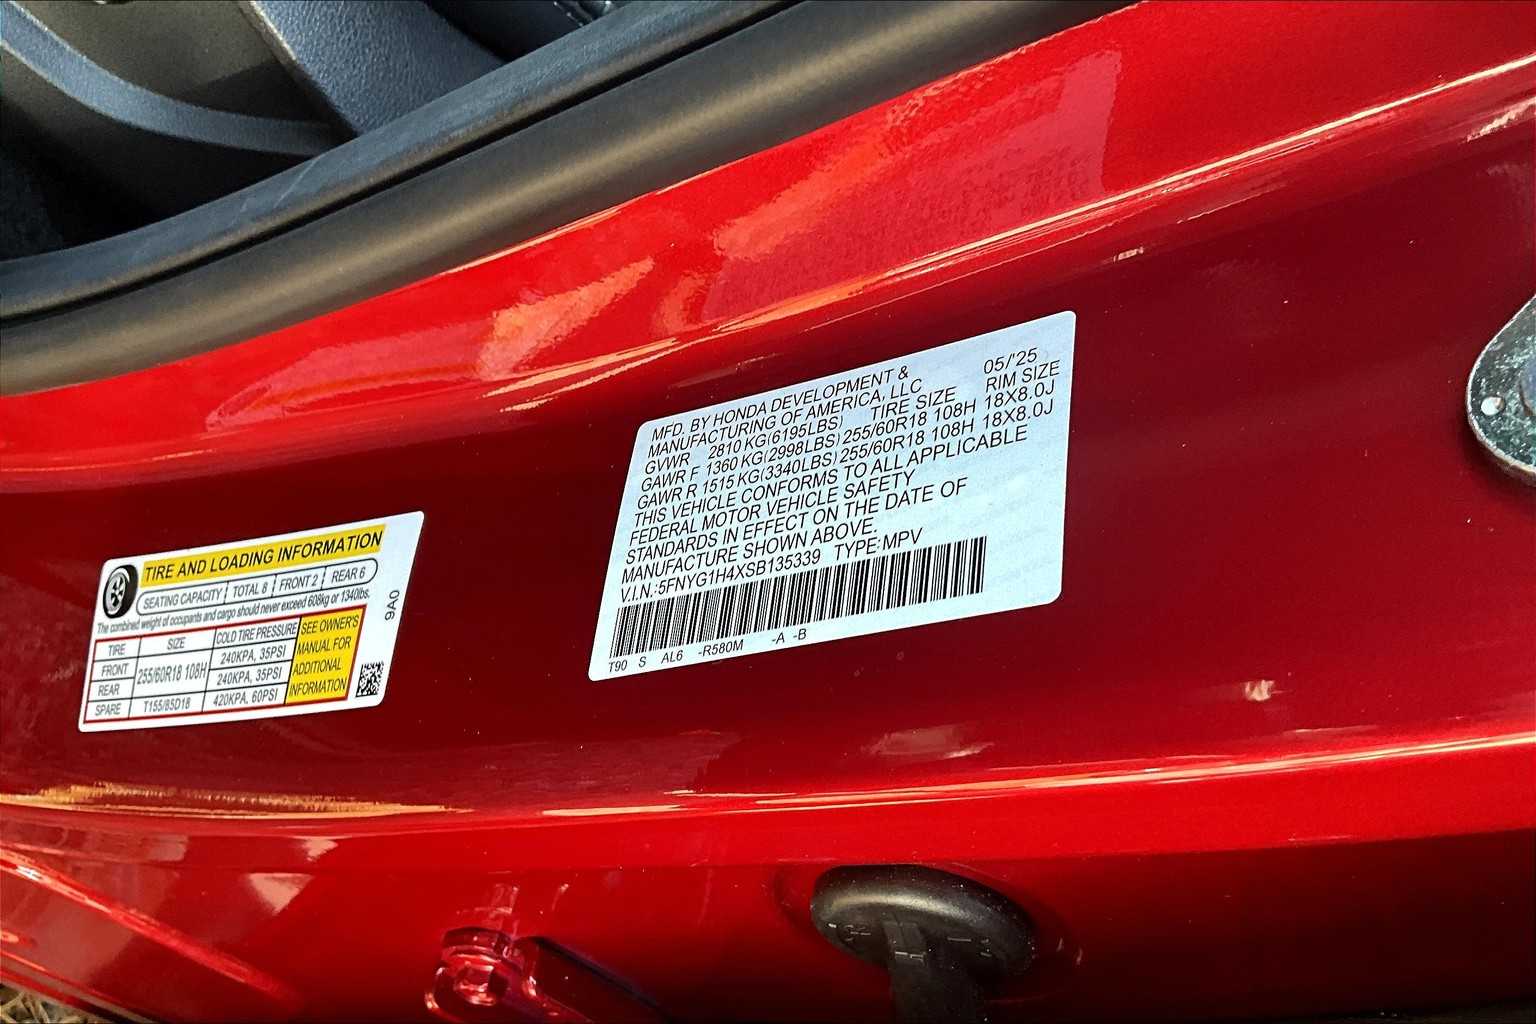 TIRE AND LOADING INFORMATION
SEATING CAPACITY TOTAL 8 FRONT 2 REAR 6
The combined weight of occupants and cargo should never exceed 608kg or 1340lbs.
TIRE SIZE COLD TIRE PRESSURE
FRONT 255/60R18 108H 240KPA, 35PSI
REAR 240KPA, 35PSI
SPARE T155/85D18 420KPA, 60PSI
SEE OWNER'S
MANUAL FOR
ADDITIONAL
INFORMATION
9A0
MFD. BY HONDA DEVELOPMENT & 05/'25
MANUFACTURING OF AMERICA, LLC RIM SIZE
GVWR 2810 KG(6195LBS) TIRE SIZE
GAWR F 1360 KG(2998LBS) 255/60R18 108H 18X8.0J
GAWR R 1515 KG(3340LBS) 255/60R18 108H 18X8.0J
THIS VEHICLE CONFORMS TO ALL APPLICABLE
FEDERAL MOTOR VEHICLE SAFETY
STANDARDS IN EFFECT ON THE DATE OF
MANUFACTURE SHOWN ABOVE.
V.I.N.:5FNYG1H4XSB135339 TYPE:MPV
T90 S AL6 -R580M -A -B